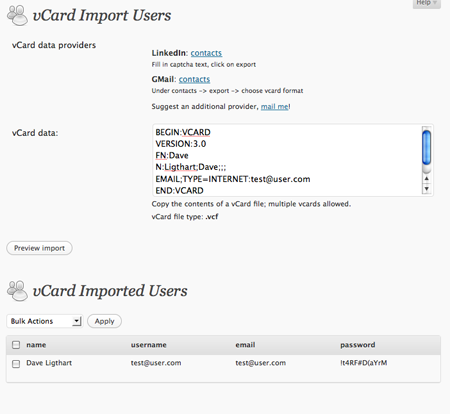 Help
vCard Import Users
vCard data providers
LinkedIn: contacts
Fill in captcha text, click on export
GMail: contacts
Under contacts -> export -> choose vcard format
Suggest an additional provider, mail me!
vCard data:
BEGIN:VCARD
VERSION:3.0
FN:Dave
N:Ligthart;Dave;;;
EMAIL;TYPE=INTERNET:test@user.com
END:VCARD
Copy the contents of a vCard file; multiple vcards allowed.
vCard file type: .vcf
Preview import
vCard Imported Users
Bulk Actions Apply
name username email password
Dave Ligthart test@user.com test@user.com !t4RF#D(aYrM